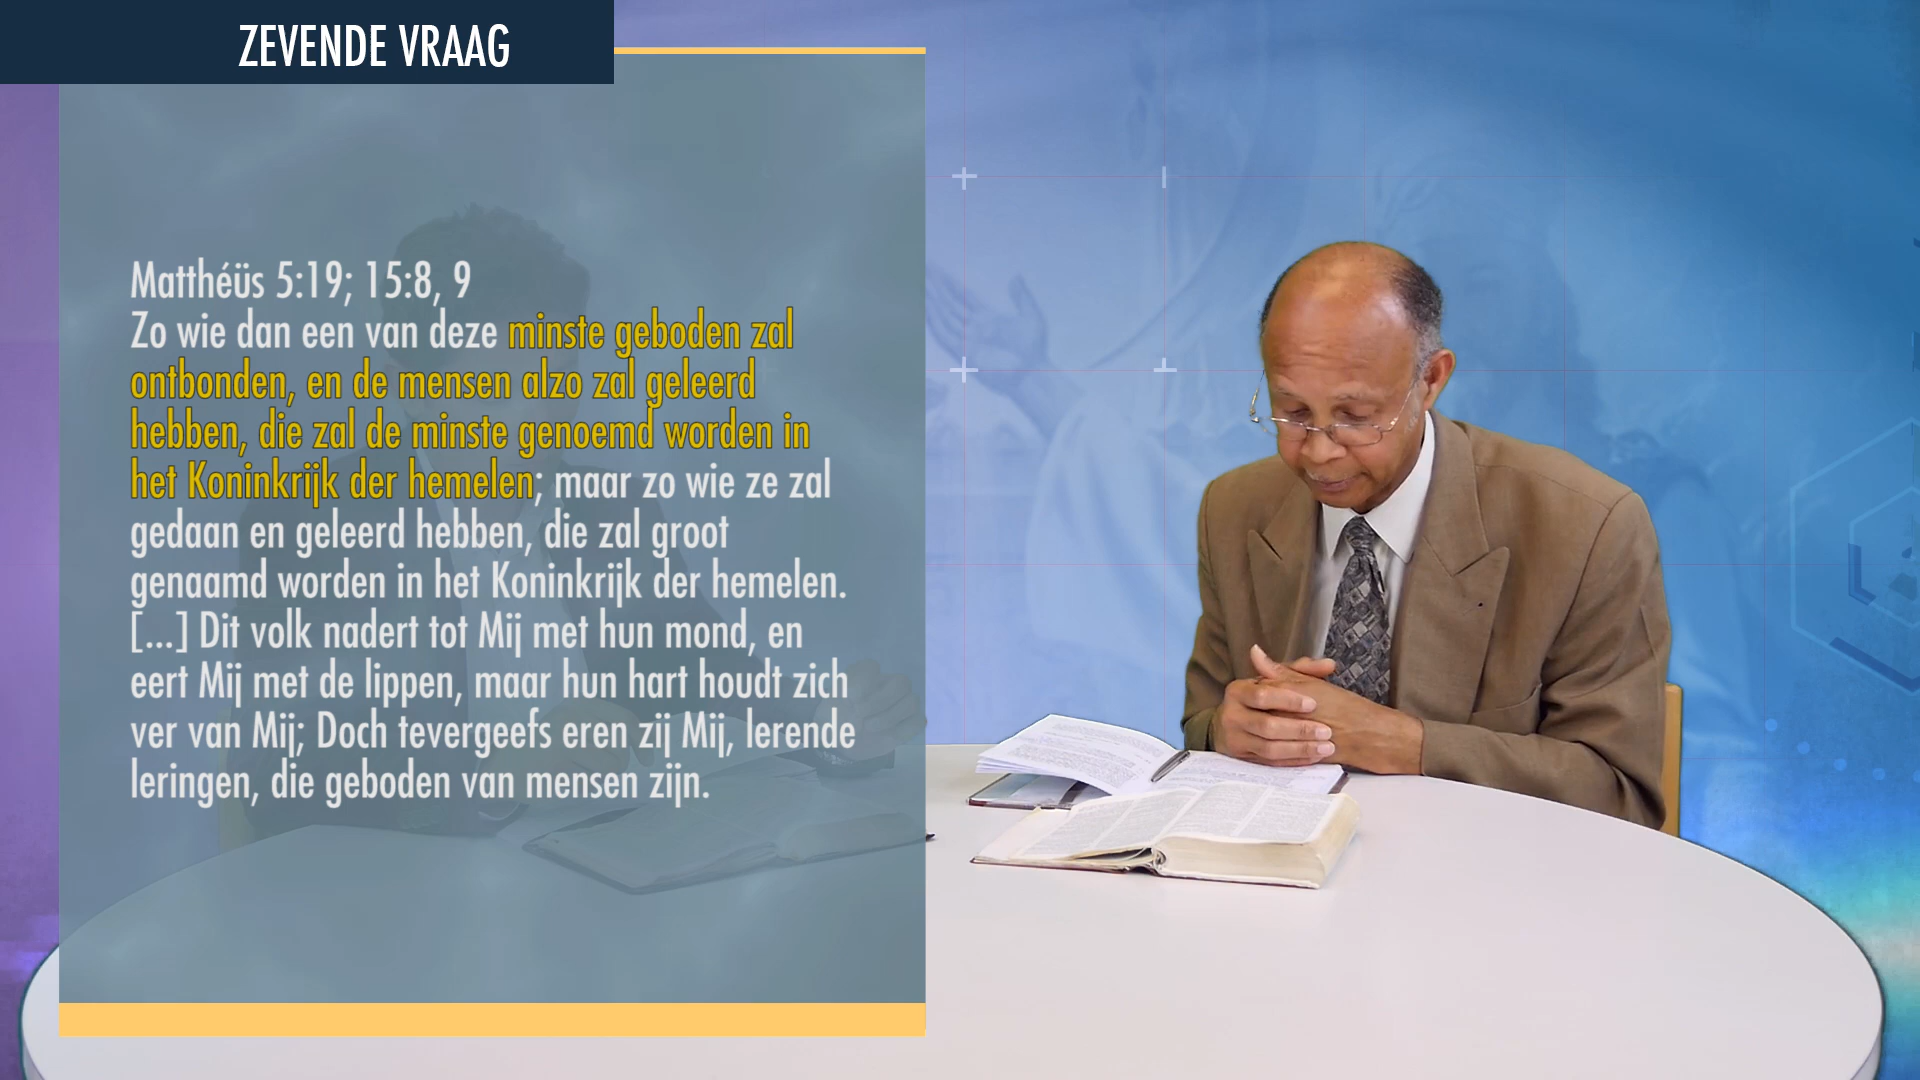 ZEVENDE VRAAG
Matthéüs 5:19; 15:8, 9
Zo wie dan een van deze minste geboden zal
ontbonden, en de mensen alzo zal geleerd
hebben, die zal de minste genoemd worden in
het Koninkrijk der hemelen; maar zo wie ze zal
gedaan en geleerd hebben, die zal groot
genaamd worden in het Koninkrijk der hemelen.
[...] Dit volk nadert tot Mij met hun mond, en
eert Mij met de lippen, maar hun hart houdt zich
ver van Mij; Doch tevergeefs eren zij Mij, lerende
leringen, die geboden van mensen zijn.